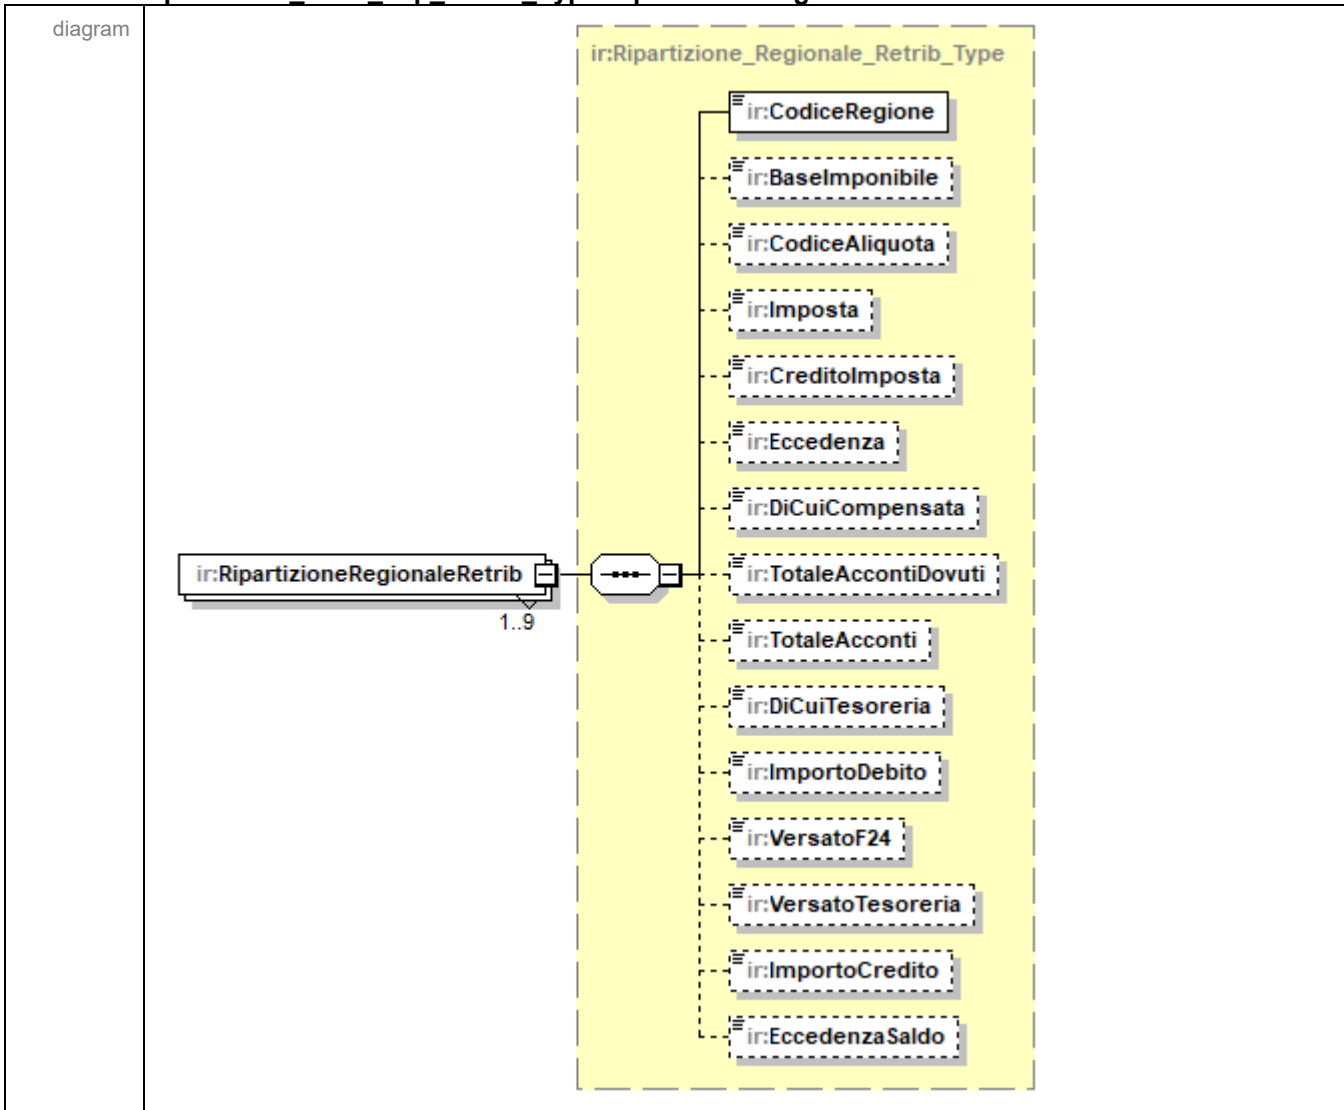 diagram
ir:Ripartizione_Regionale_Retrib_Type
ir:CodiceRegione
ir:BaseImponibile
ir:CodiceAliquota
ir:Imposta
ir:CreditoImposta
ir:Eccedenza
ir:DiCuiCompensata
ir:RipartizioneRegionaleRetrib
ir:TotaleAccontiDovuti
1..9
ir:TotaleAcconti
ir:DiCuiTesoreria
ir:ImportoDebito
ir:VersatoF24
ir:VersatoTesoreria
ir:ImportoCredito
ir:EccedenzaSaldo